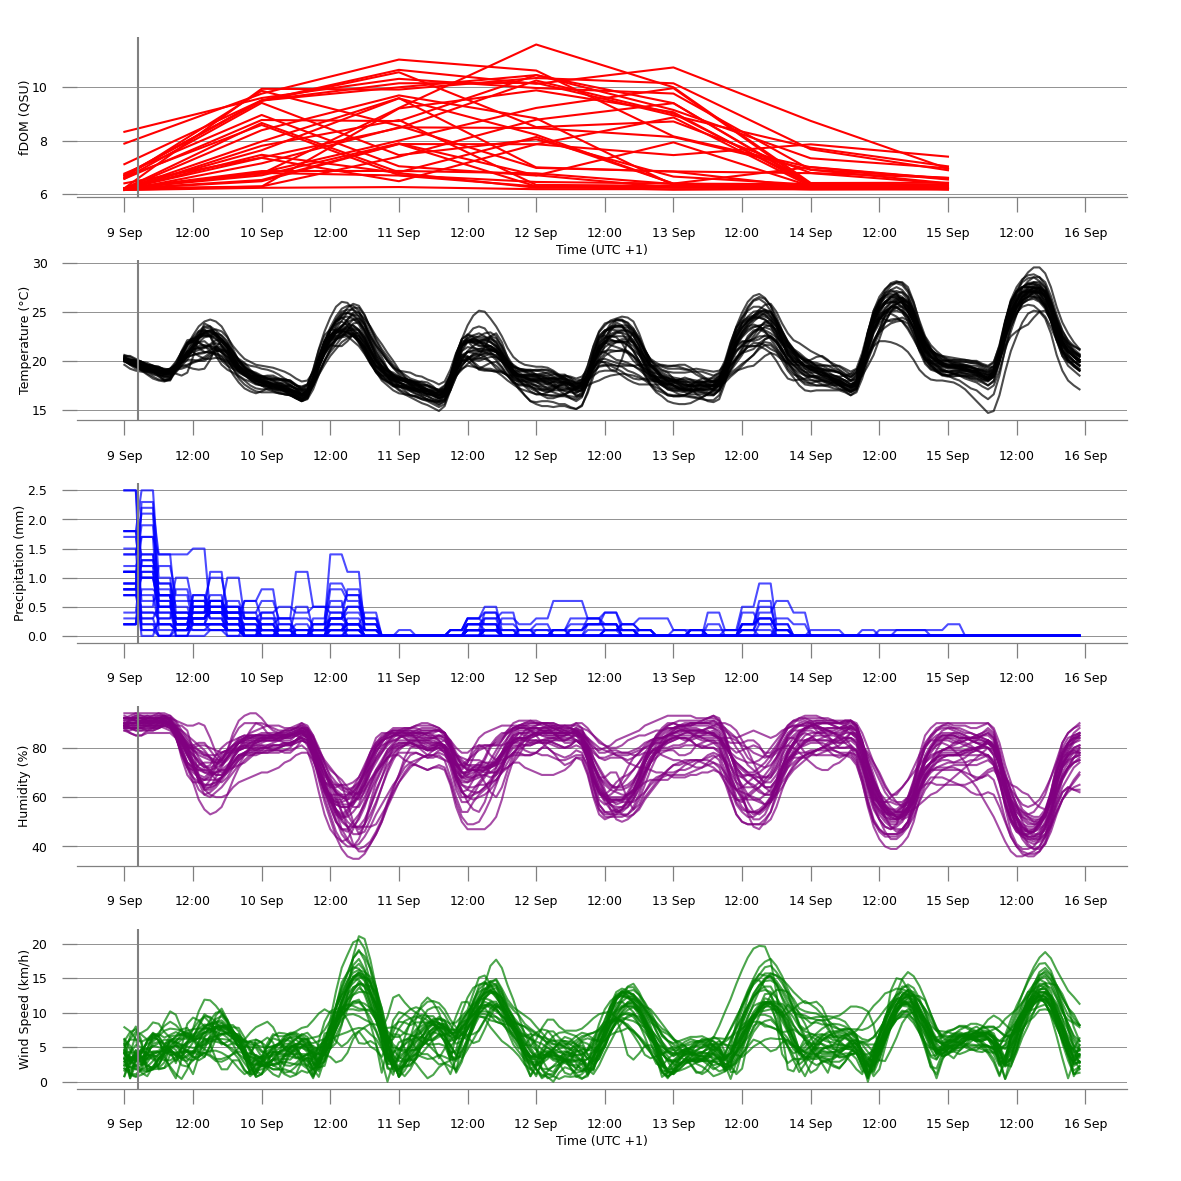 fDOM (QSU)
10
8
6
9 Sep 12:00 10 Sep 12:00 11 Sep 12:00 12 Sep 12:00 13 Sep 12:00 14 Sep 12:00 15 Sep 12:00 16 Sep
Time (UTC +1)
Temperature (°C)
30
25
20
15
9 Sep 12:00 10 Sep 12:00 11 Sep 12:00 12 Sep 12:00 13 Sep 12:00 14 Sep 12:00 15 Sep 12:00 16 Sep
Precipitation (mm)
2.5
2.0
1.5
1.0
0.5
0.0
9 Sep 12:00 10 Sep 12:00 11 Sep 12:00 12 Sep 12:00 13 Sep 12:00 14 Sep 12:00 15 Sep 12:00 16 Sep
Humidity (%)
80
60
40
9 Sep 12:00 10 Sep 12:00 11 Sep 12:00 12 Sep 12:00 13 Sep 12:00 14 Sep 12:00 15 Sep 12:00 16 Sep
Wind Speed (km/h)
20
15
10
5
0
9 Sep 12:00 10 Sep 12:00 11 Sep 12:00 12 Sep 12:00 13 Sep 12:00 14 Sep 12:00 15 Sep 12:00 16 Sep
Time (UTC +1)